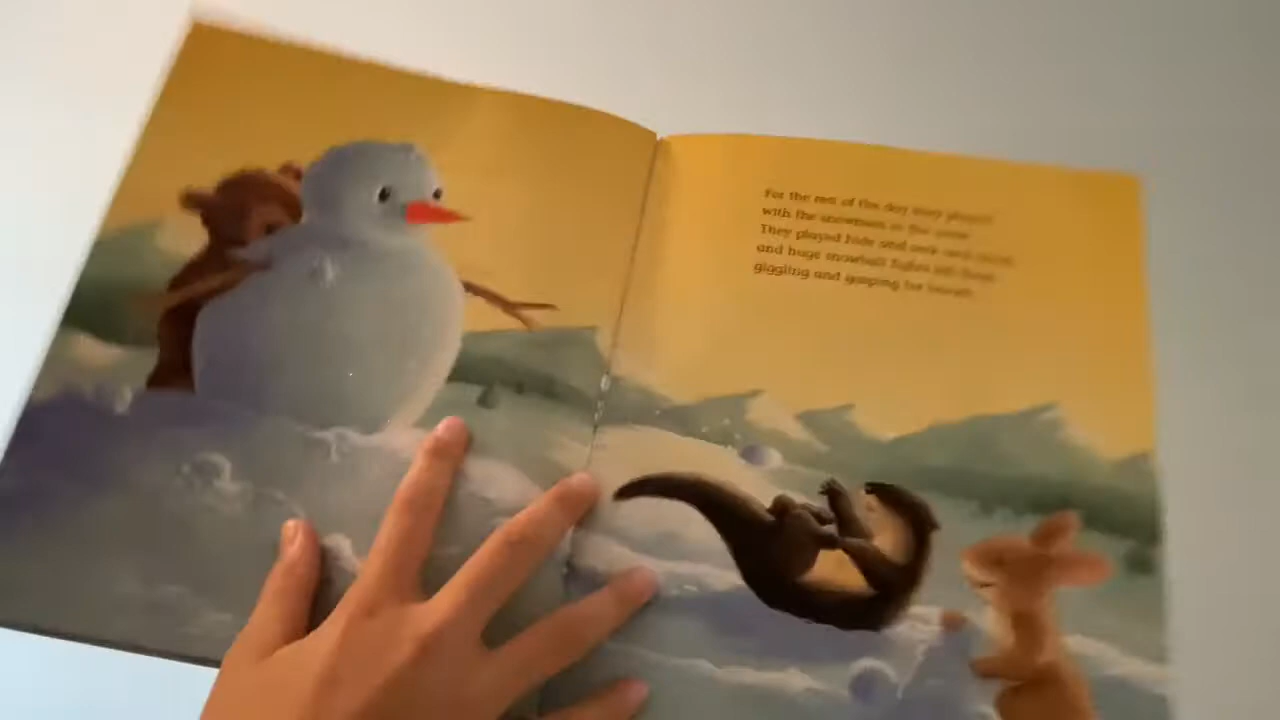 For the rest of the day they played
with the snowman in the snow.
They played hide and seek
and huge snowball fights
giggling and gasping for breath.